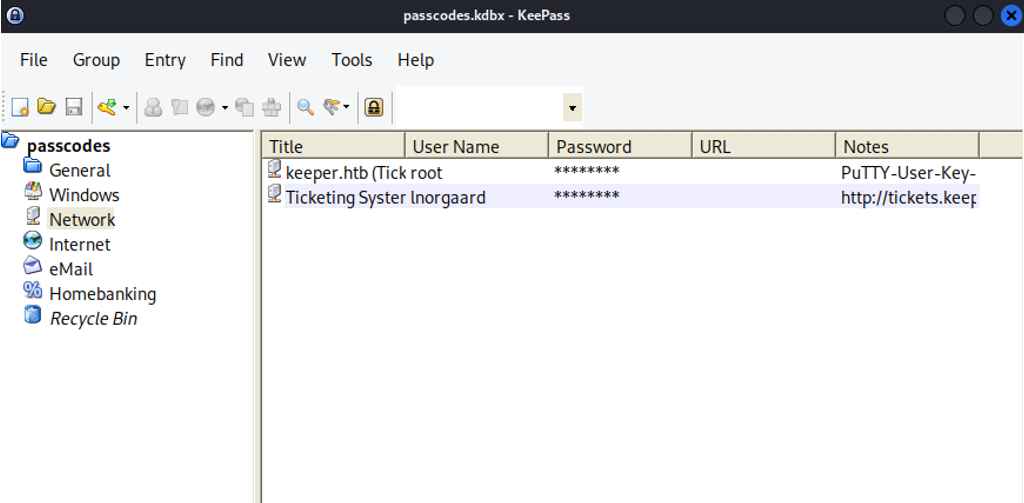 passcodes.kdbx - KeePass
File Group Entry Find View Tools Help
passcodes
General
Windows
Network
Internet
eMail
Homebanking
Recycle Bin
Title User Name Password URL Notes
keeper.htb (Tick root ******** PuTTY-User-Key-
Ticketing Syster lnorgaard ******** http://tickets.keep